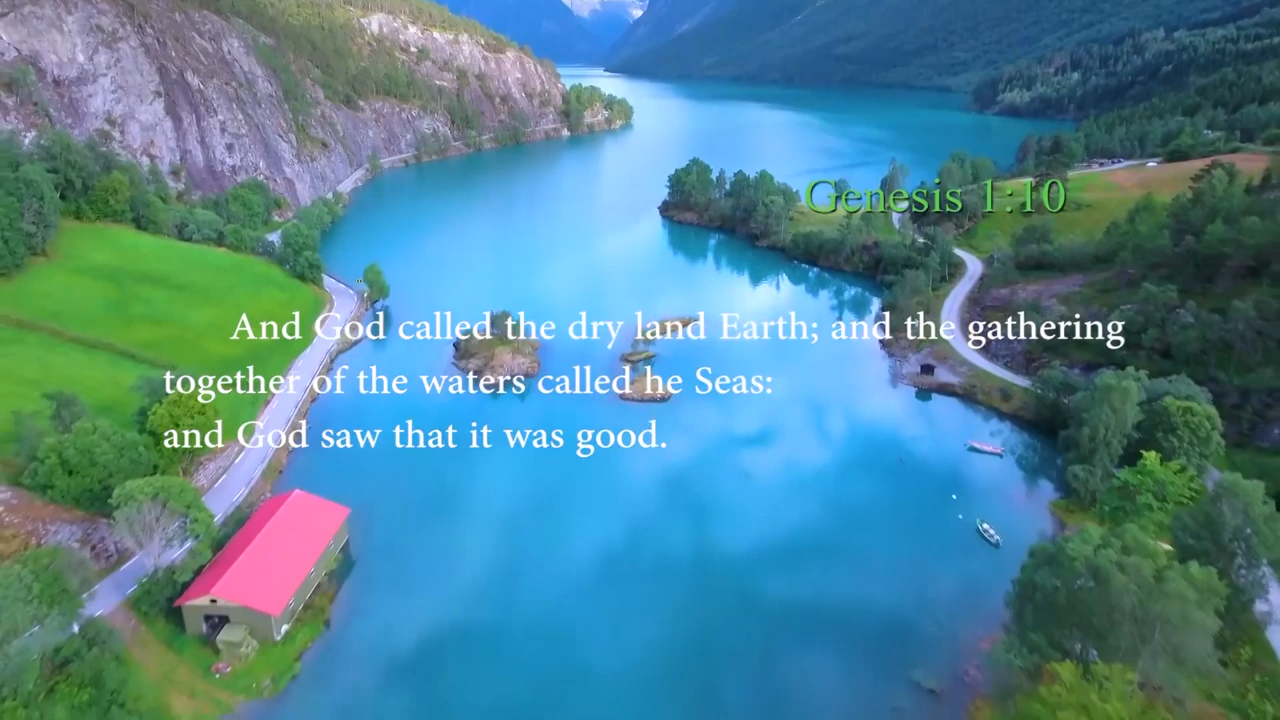 Genesis 1:10
And God called the dry land Earth; and the gathering
together of the waters called he Seas:
and God saw that it was good.